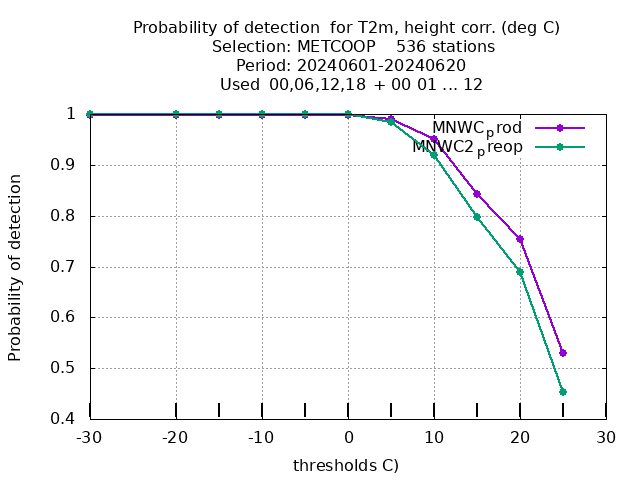 Probability of detection  for T2m, height corr. (deg C)
Selection: METCOOP    536 stations
Period: 20240601-20240620
Used  00,06,12,18 + 00 01 ... 12
MNWCprod
MNWC2preop
1
0.9
0.8
0.7
0.6
0.5
0.4
Probability of detection
-30 -20 -10 0 10 20 30
thresholds C)